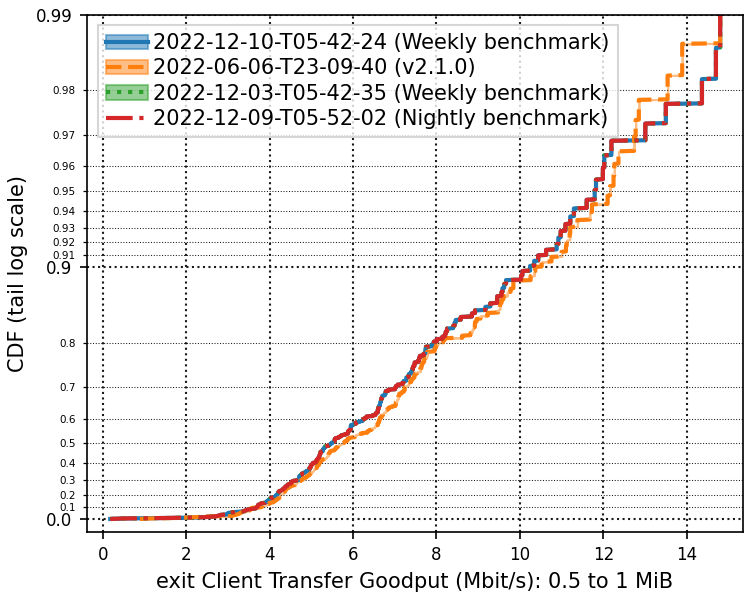 0.99
2022-12-10-T05-42-24 (Weekly benchmark)
2022-06-06-T23-09-40 (v2.1.0)
2022-12-03-T05-42-35 (Weekly benchmark)
2022-12-09-T05-52-02 (Nightly benchmark)
0.98
0.97
0.96
0.95
0.94
0.93
0.92
0.91
0.9
0.8
0.7
0.6
0.5
0.4
0.3
0.2
0.1
0.0
CDF (tail log scale)
0 2 4 6 8 10 12 14
exit Client Transfer Goodput (Mbit/s): 0.5 to 1 MiB